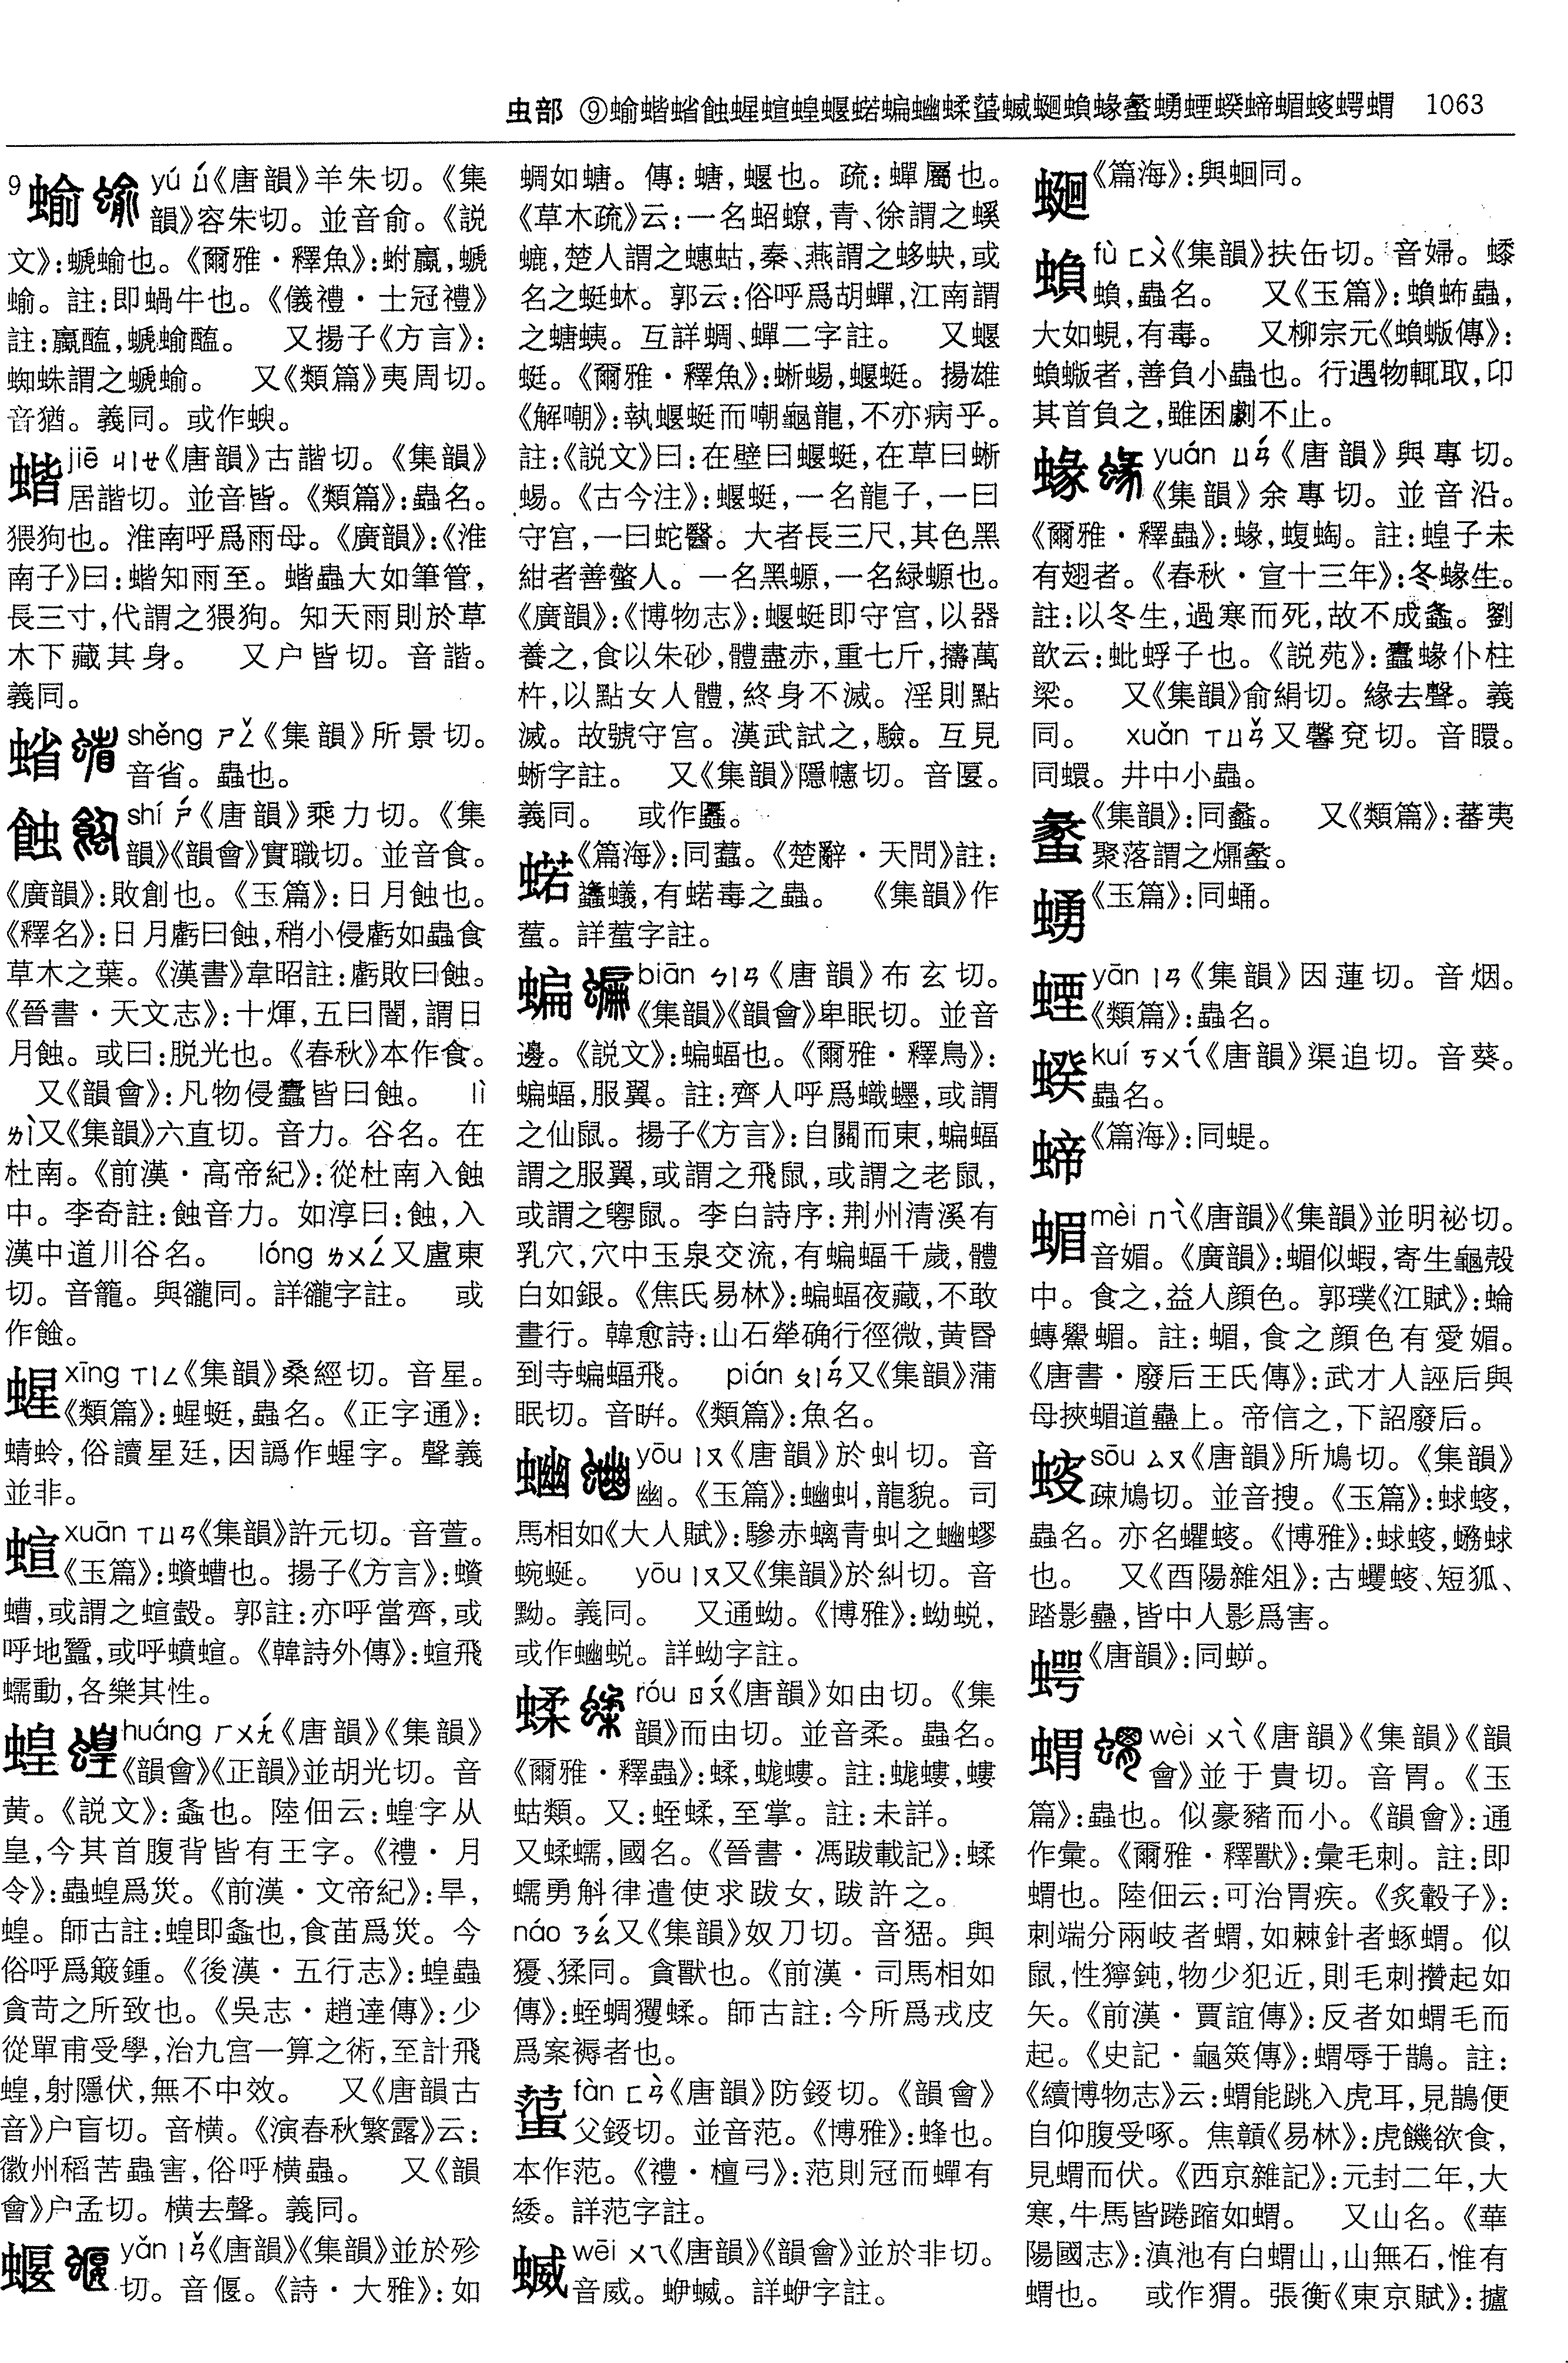 虫部 ⑨蝓蝔蛸蝕蝗蝖蝗蝘蝭蝙蝣蝚蝅蝛蝈蝜蝝蝥蝑蝹蝰蝭蝞螋蝑蝟 1063
9 蝓 yú ㄩˊ《唐韻》羊朱切。《集
韻》容朱切。並音俞。《説
文》:螔蝓也。《爾雅·釋魚》:蚹蠃,螔
蝓。註:即蝸牛也。《儀禮·士冠禮》
註:蠃醢,螔蝓醢。 又揚子《方言》:
蜘蛛謂之螔蝓。 又《類篇》夷周切。
音猶。義同。或作蝚。
蝔 jiē ㄐㄧㄝ《唐韻》古諧切。《集韻》
居諧切。並音皆。《類篇》:蟲名。
猥狗也。淮南呼爲雨母。《廣韻》:《淮
南子》曰:蝔知雨至。蝔蟲大如筆管,
長三寸,代謂之猥狗。知天雨則於草
木下藏其身。 又户皆切。音諧。
義同。
shěng ㄕㄥˇ《集韻》所景切。
音省。蟲也。
蝕 shí ㄕˊ《唐韻》乘力切。《集
韻》《韻會》實職切。並音食。
《廣韻》:敗創也。《玉篇》:日月蝕也。
《釋名》:日月虧曰蝕,稍小侵虧如蟲食
草木之葉。《漢書》韋昭註:虧敗曰蝕。
《晉書·天文志》:十煇,五曰闇,謂日
月蝕。或曰:脱光也。《春秋》本作食。
又《韻會》:凡物侵蠹皆曰蝕。 lì
ㄌㄧˋ又《集韻》六直切。音力。谷名。在
杜南。《前漢·高帝紀》:從杜南入蝕
中。李奇註:蝕音力。如淳曰:蝕,入
漢中道川谷名。 lóng ㄌㄨㄥˊ又盧東
切。音籠。與𧮩同。詳𧮩字註。 或
作䗖。
xīng ㄒㄧㄥ《集韻》桑經切。音星。
《類篇》:蝗蜓,蟲名。《正字通》:
蜻蛉,俗讀星廷,因譌作蝗字。聲義
並非。
蝖 xuān ㄒㄩㄢ《集韻》許元切。音萱。
《玉篇》:蠀螬也。揚子《方言》:蠀
螬,或謂之蝖螜。郭註:亦呼當齊,或
呼地蠶,或呼蟦蝖。《韓詩外傳》:蝖飛
蠕動,各樂其性。
蝗 huáng ㄏㄨㄤˊ《唐韻》《集韻》
《韻會》《正韻》並胡光切。音
黄。《説文》:螽也。陸佃云:蝗字从
皇,今其首腹背皆有王字。《禮·月
令》:蟲蝗爲災。《前漢·文帝紀》:旱,
蝗。師古註:蝗即螽也,食苗爲災。今
俗呼爲簸鍾。《後漢·五行志》:蝗蟲
貪苛之所致也。《吳志·趙達傳》:少
從單甫受學,治九宫一算之術,至計飛
蝗,射隱伏,無不中效。 又《唐韻古
音》户盲切。音横。《演春秋繁露》云:
徽州稻苦蟲害,俗呼横蟲。 又《韻
會》户孟切。横去聲。義同。
蝘 yǎn ㄧㄢˇ《唐韻》《集韻》並於殄
切。音偃。《詩·大雅》:如
蜩如螗。傳:螗,蝘也。疏:蟬屬也。
《草木疏》云:一名蛁蟟,青、徐謂之螇
螰,楚人謂之蟪蛄,秦、燕謂之蛥蚗,或
名之蜓蚞。郭云:俗呼爲胡蟬,江南謂
之螗蛦。互詳蜩、蟬二字註。 又蝘
蜓。《爾雅·釋魚》:蜥蜴,蝘蜓。揚雄
《解嘲》:執蝘蜓而嘲龜龍,不亦病乎。
註:《説文》曰:在壁曰蝘蜓,在草曰蜥
蜴。《古今注》:蝘蜓,一名龍子,一曰
守宫,一曰蛇醫。大者長三尺,其色黑
紺者善螫人。一名黑螈,一名緑螈也。
《廣韻》:《博物志》:蝘蜓即守宫,以器
養之,食以朱砂,體盡赤,重七斤,擣萬
杵,以點女人體,終身不滅。淫則點
滅。故號守宫。漢武試之,驗。互見
蜥字註。 又《集韻》隱幰切。音匽。
義同。 或作𧓎。
《篇海》:同蠚。《楚辭·天問》註:
蠭蟻,有蠚毒之蟲。 《集韻》作
䓲。詳䓲字註。
蝙 biān ㄅㄧㄢ《唐韻》布玄切。
《集韻》《韻會》卑眠切。並音
邊。《説文》:蝙蝠也。《爾雅·釋鳥》:
蝙蝠,服翼。註:齊人呼爲蟙䘃,或謂
之仙鼠。揚子《方言》:自關而東,蝙蝠
謂之服翼,或謂之飛鼠,或謂之老鼠,
或謂之䙴鼠。李白詩序:荆州清溪有
乳穴,穴中玉泉交流,有蝙蝠千歲,體
白如銀。《焦氏易林》:蝙蝠夜藏,不敢
晝行。韓愈詩:山石犖确行徑微,黄昏
到寺蝙蝠飛。 pián ㄆㄧㄢˊ又《集韻》蒲
眠切。音骿。《類篇》:魚名。
yōu ㄧㄡ《唐韻》於虯切。音
幽。《玉篇》:蟉虯,龍貌。司
馬相如《大人賦》:驂赤螭青虯之蚴蟉
蜿蜒。 yōu ㄧㄡ又《集韻》於糾切。音
黝。義同。 又通蚴。《博雅》:蚴蜕,
或作𧍘蜕。詳蚴字註。
蝚 róu ㄖㄡˊ《唐韻》如由切。《集
韻》而由切。並音柔。蟲名。
《爾雅·釋蟲》:蝚,蛖螻。註:蛖螻,螻
蛄類。又:蛭蝚,至掌。註:未詳。
又蝚蠕,國名。《晉書·馮跋載記》:蝚
蠕勇斛律遣使求跋女,跋許之。
náo ㄋㄠˊ又《集韻》奴刀切。音猱。與
獶、猱同。貪獸也。《前漢·司馬相如
傳》:蛭蜩玃蝚。師古註:今所爲戎皮
爲案褥者也。
fàn ㄈㄢˋ《唐韻》防錽切。《韻會》
父錽切。並音范。《博雅》:蜂也。
本作范。《禮·檀弓》:范則冠而蟬有
緌。詳范字註。
蝛 wēi ㄨㄟ《唐韻》《韻會》並於非切。
音威。蛜蝛。詳蛜字註。
《篇海》:與蛔同。
蝜 fù ㄈㄨˋ《集韻》扶缶切。音婦。蟋
蝜,蟲名。 又《玉篇》:蝜蛜蟲,
大如蜆,有毒。 又柳宗元《蝜蝂傳》:
蝜蝂者,善負小蟲也。行遇物輒取,卬
其首負之,雖困劇不止。
蝝 yuán ㄩㄢˊ《唐韻》與專切。
《集韻》余專切。並音沿。
《爾雅·釋蟲》:蝝,蝮蜪。註:蝗子未
有翅者。《春秋·宣十三年》:冬蝝生。
註:以冬生,過寒而死,故不成螽。劉
歆云:蚍蜉子也。《説苑》:蠹蝝仆柱
梁。 又《集韻》俞絹切。緣去聲。義
同。 xuǎn ㄒㄩㄢˇ又馨兗切。音蠉。
同蠉。井中小蟲。
《集韻》:同蠡。 又《類篇》:蕃夷
聚落謂之㷠蠡。
《玉篇》:同蛹。
yān ㄧㄢ《集韻》因蓮切。音烟。
《類篇》:蟲名。
kuí ㄎㄨㄟˊ《唐韻》渠追切。音葵。
蟲名。
《篇海》:同蝭。
蝞 mèi ㄇㄟˋ《唐韻》《集韻》並明祕切。
音媚。《廣韻》:蝞似蝦,寄生龜殼
中。食之,益人顔色。郭璞《江賦》:蜦
䗠鱟蝞。註:蝞,食之顔色有愛媚。
《唐書·廢后王氏傳》:武才人誣后與
母挾蝞道蠱上。帝信之,下詔廢后。
sōu ㄙㄡ《唐韻》所鳩切。《集韻》
疎鳩切。並音搜。《玉篇》:蛷螋,
蟲名。亦名蠷螋。《博雅》:蛷螋,蟧蛷
也。 又《酉陽雜俎》:古蠼螋、短狐、
踏影蠱,皆中人影爲害。
《唐韻》:同蝷。
蝟 wèi ㄨㄟˋ《唐韻》《集韻》《韻
會》並于貴切。音胃。《玉
篇》:蟲也。似豪豬而小。《韻會》:通
作彙。《爾雅·釋獸》:彙毛刺。註:即
蝟也。陸佃云:可治胃疾。《炙轂子》:
刺端分兩岐者蝟,如棘針者㺔蝟。似
鼠,性獰鈍,物少犯近,則毛刺攢起如
矢。《前漢·賈誼傳》:反者如蝟毛而
起。《史記·龜筴傳》:蝟辱于鵲。註:
《續博物志》云:蝟能跳入虎耳,見鵲便
自仰腹受啄。焦贛《易林》:虎饑欲食,
見蝟而伏。《西京雜記》:元封二年,大
寒,牛馬皆踡蹜如蝟。 又山名。《華
陽國志》:滇池有白蝟山,山無石,惟有
蝟也。 或作猬。張衡《東京賦》:摣